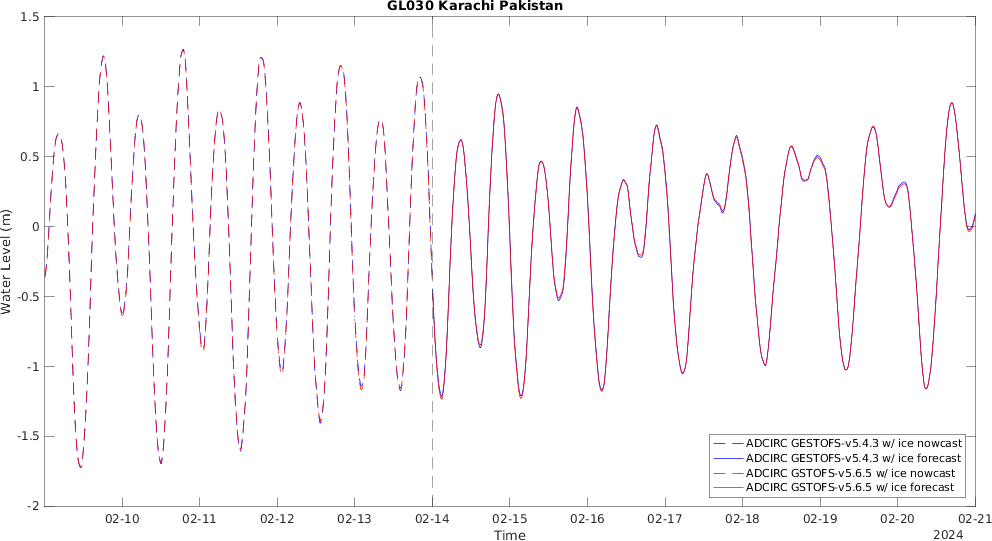 GL030 Karachi Pakistan
1.5
1
0.5
0
-0.5
-1
-1.5
-2
Water Level (m)
02-10 02-11 02-12 02-13 02-14 02-15 02-16 02-17 02-18 02-19 02-20 02-21
Time
2024
ADCIRC GESTOFS-v5.4.3 w/ ice nowcast
ADCIRC GESTOFS-v5.4.3 w/ ice forecast
ADCIRC GSTOFS-v5.6.5 w/ ice nowcast
ADCIRC GSTOFS-v5.6.5 w/ ice forecast